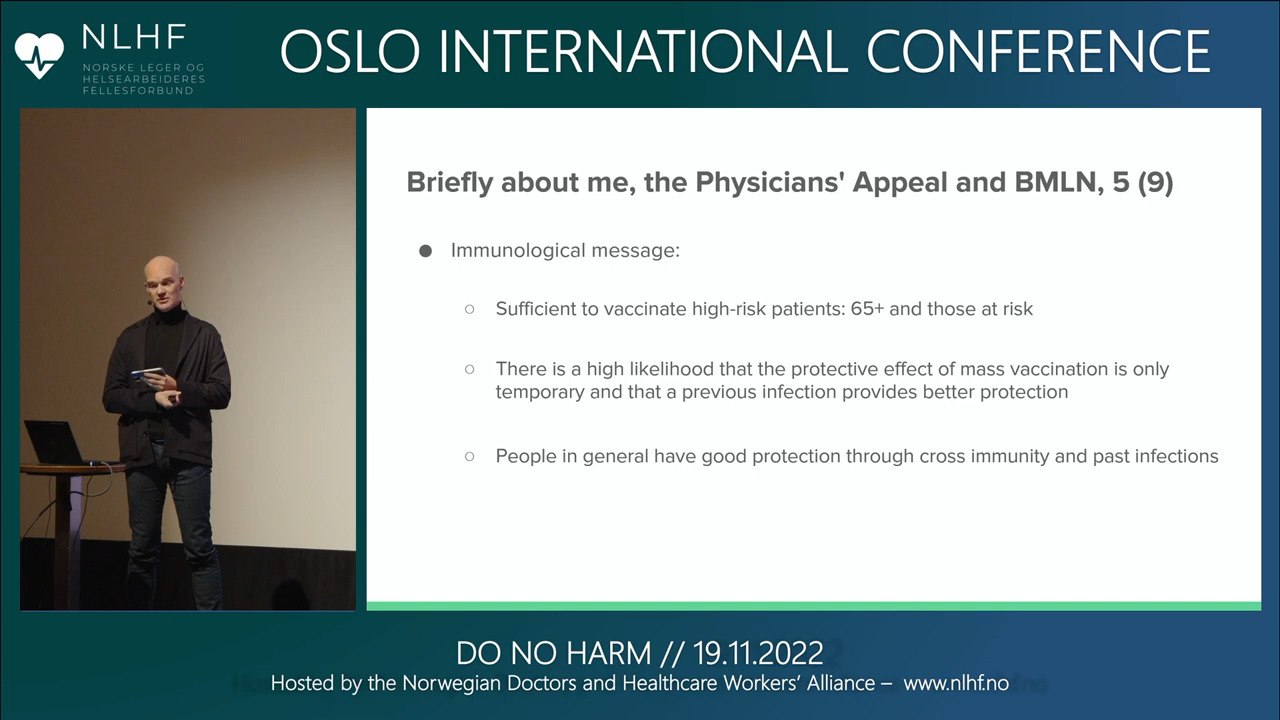 NLHF
NORSKE LEGER OG
HELSEARBEIDERES
FELLESFORBUND
OSLO INTERNATIONAL CONFERENCE
Briefly about me, the Physicians' Appeal and BMLN, 5 (9)
● Immunological message:
○ Sufficient to vaccinate high-risk patients: 65+ and those at risk
○ There is a high likelihood that the protective effect of mass vaccination is only
temporary and that a previous infection provides better protection
○ People in general have good protection through cross immunity and past infections
DO NO HARM // 19.11.2022
Hosted by the Norwegian Doctors and Healthcare Workers' Alliance – www.nlhf.no